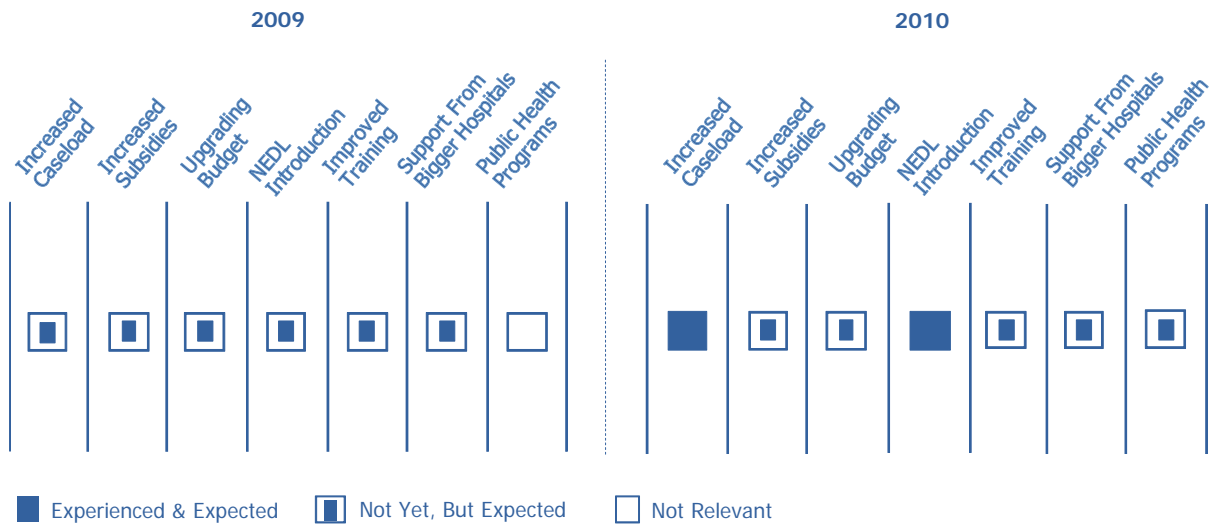 2009
2010
Increased
Caseload
Increased
Subsidies
Upgrading
Budget
NEDL
Introduction
Improved
Training
Support From
Bigger Hospitals
Public Health
Programs
Increased
Caseload
Increased
Subsidies
Upgrading
Budget
NEDL
Introduction
Improved
Training
Support From
Bigger Hospitals
Public Health
Programs
Experienced & Expected
Not Yet, But Expected
Not Relevant